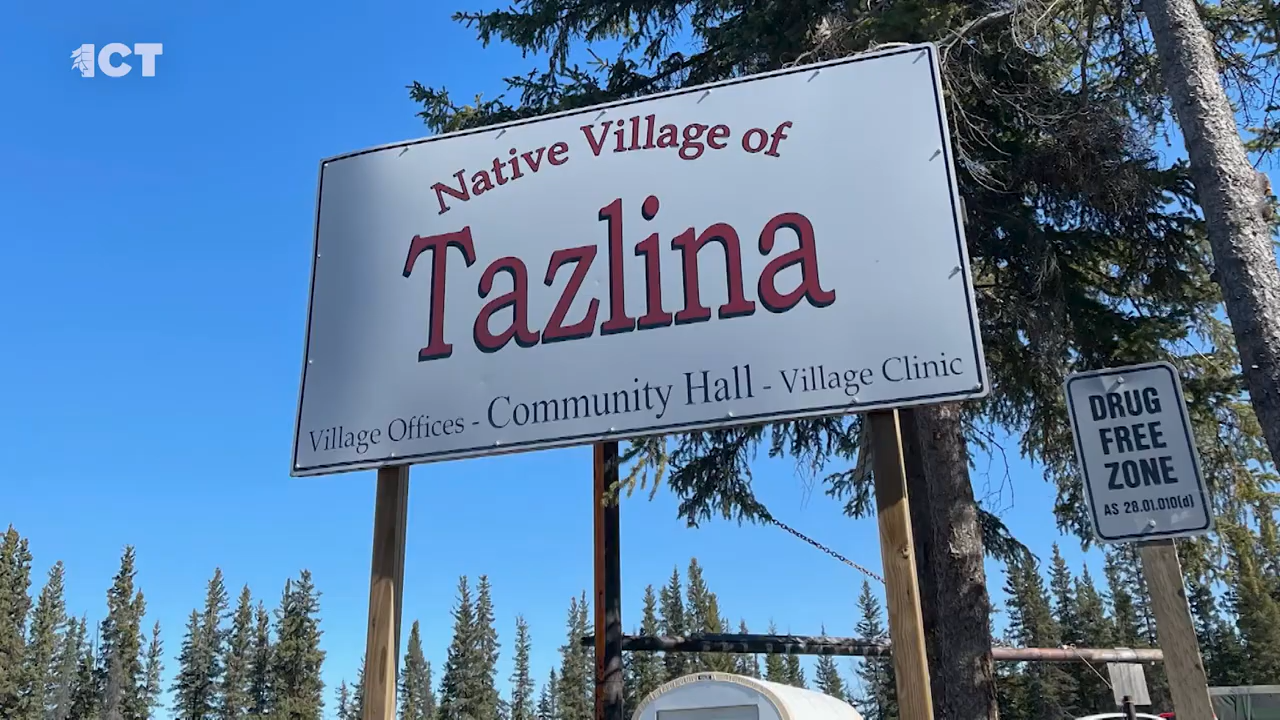 ICT
Native Village of
Tazlina
Village Offices - Community Hall - Village Clinic
DRUG
FREE
ZONE
AS 28.01.010(d)